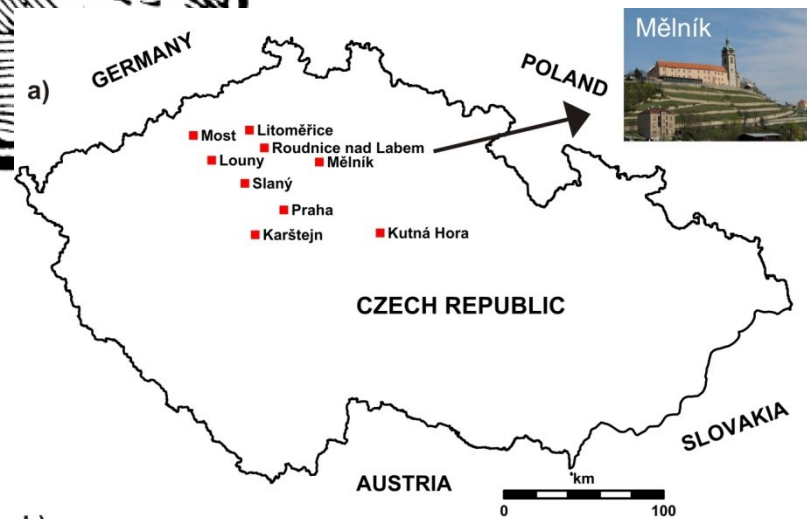 Mělník
GERMANY
POLAND
a)
Most
Litoměřice
Roudnice nad Labem
Louny
Mělník
Slaný
Praha
Karštejn
Kutná Hora
CZECH REPUBLIC
SLOVAKIA
AUSTRIA
km
0 100